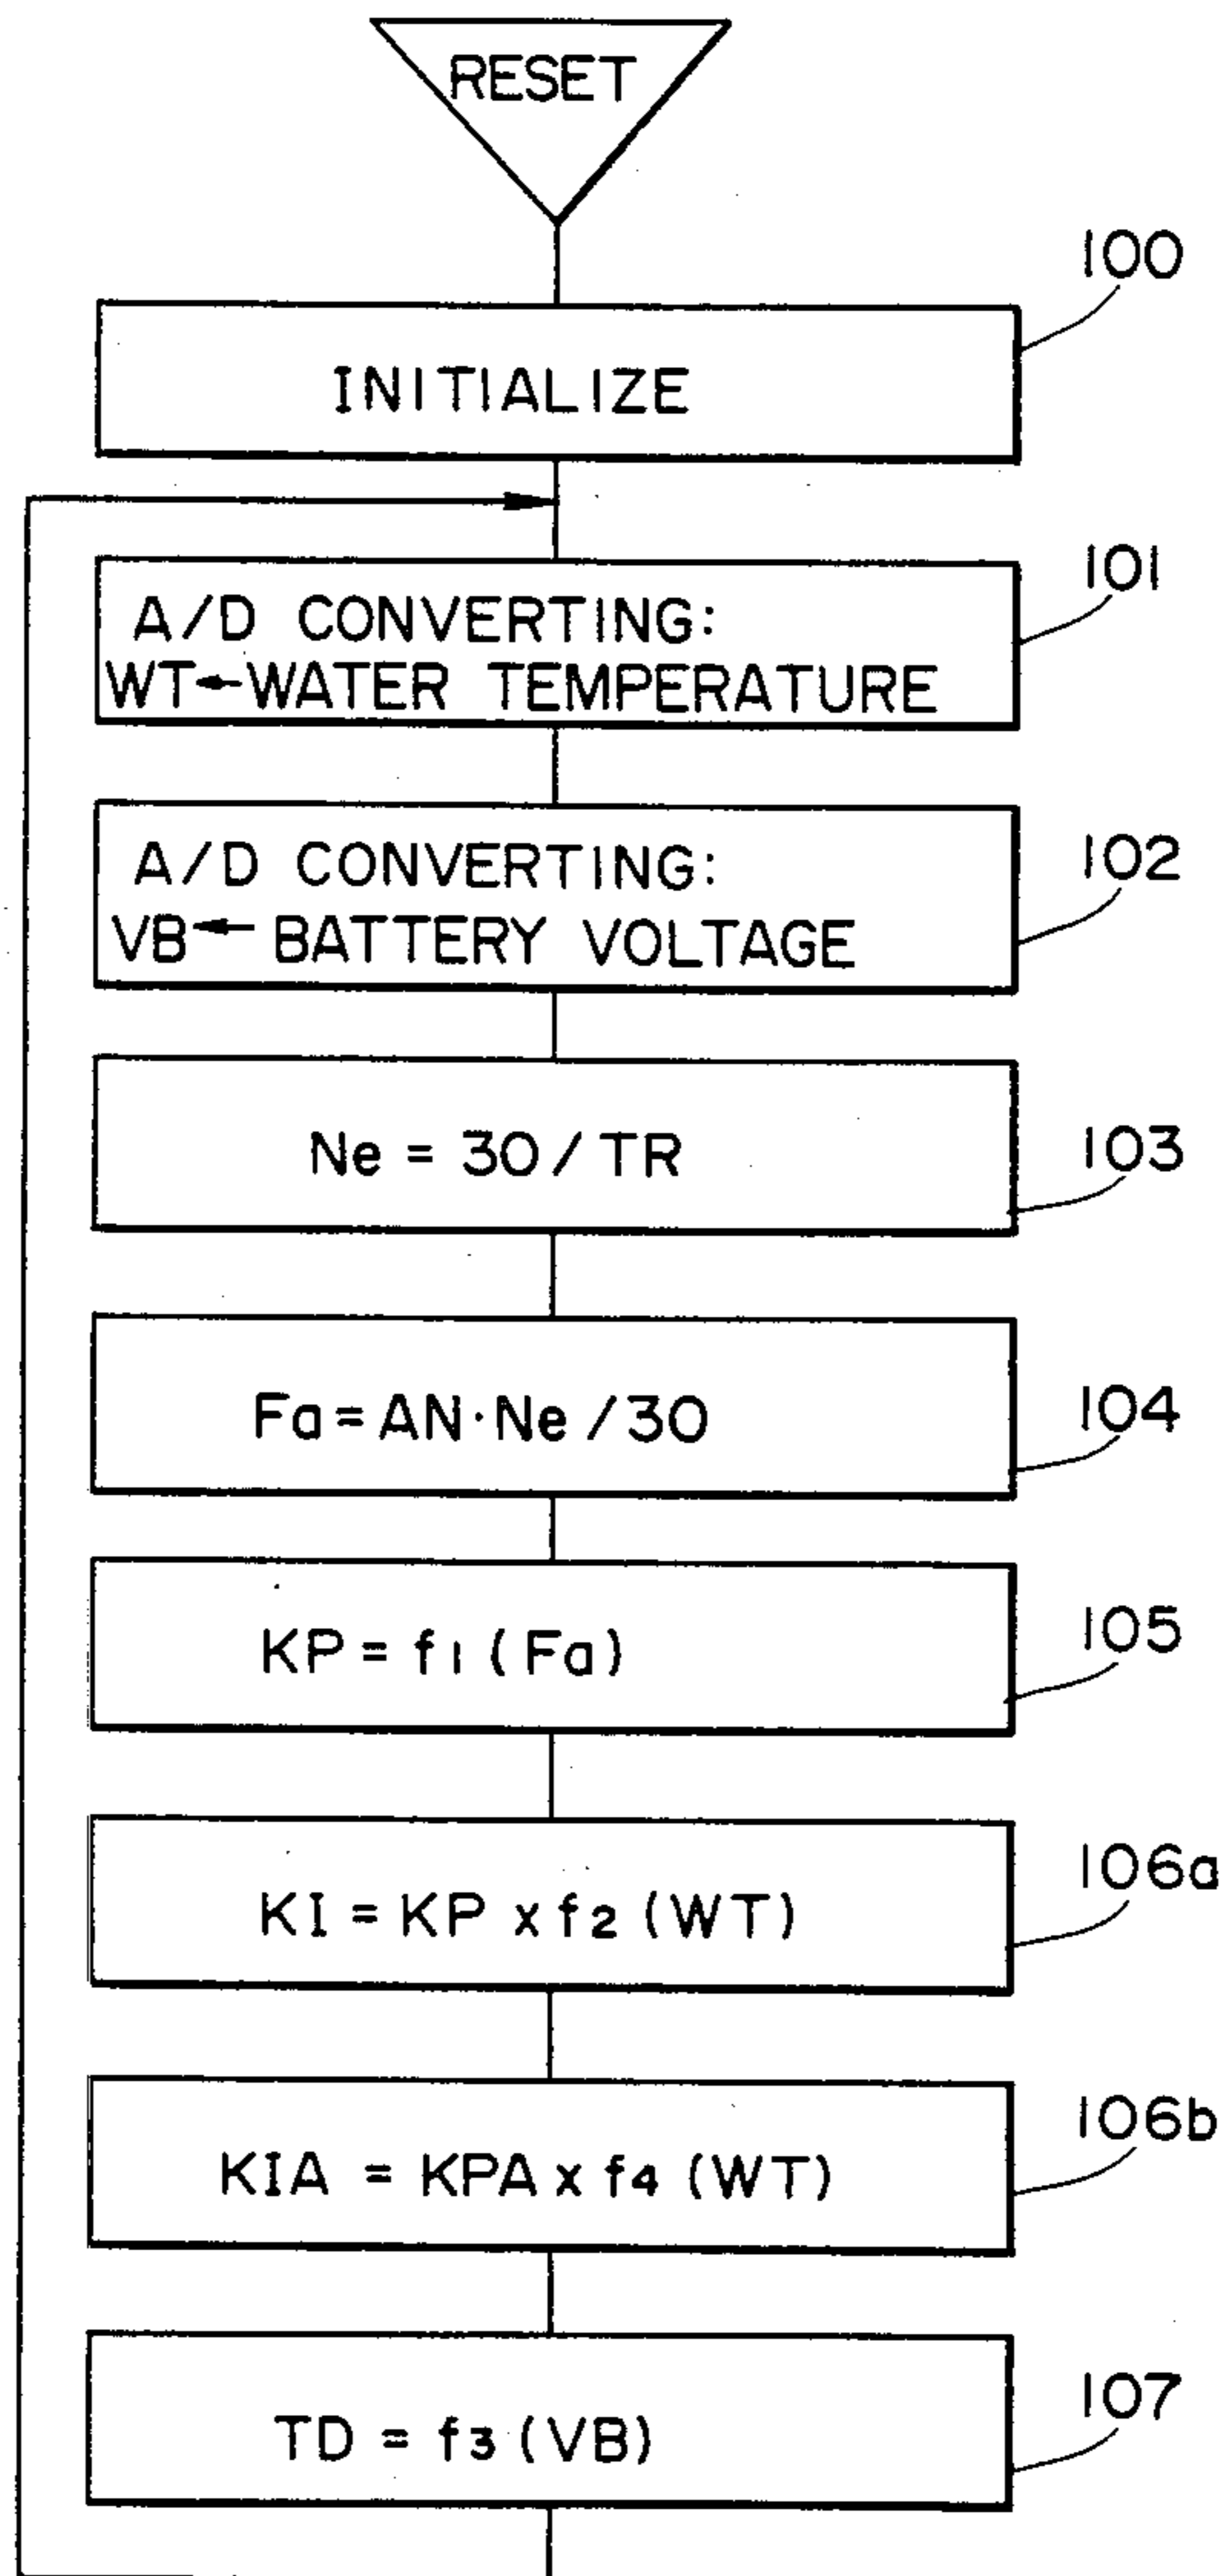 RESET
100
INITIALIZE
101
A/D CONVERTING:
WT←WATER TEMPERATURE
102
A/D CONVERTING:
VB← BATTERY VOLTAGE
103
Ne = 30/TR
104
Fa=AN·Ne/30
105
KP = f1 (Fa)
106a
KI = KP x f2 (WT)
106b
KIA = KPA x f4 (WT)
107
TD = f3 (VB)